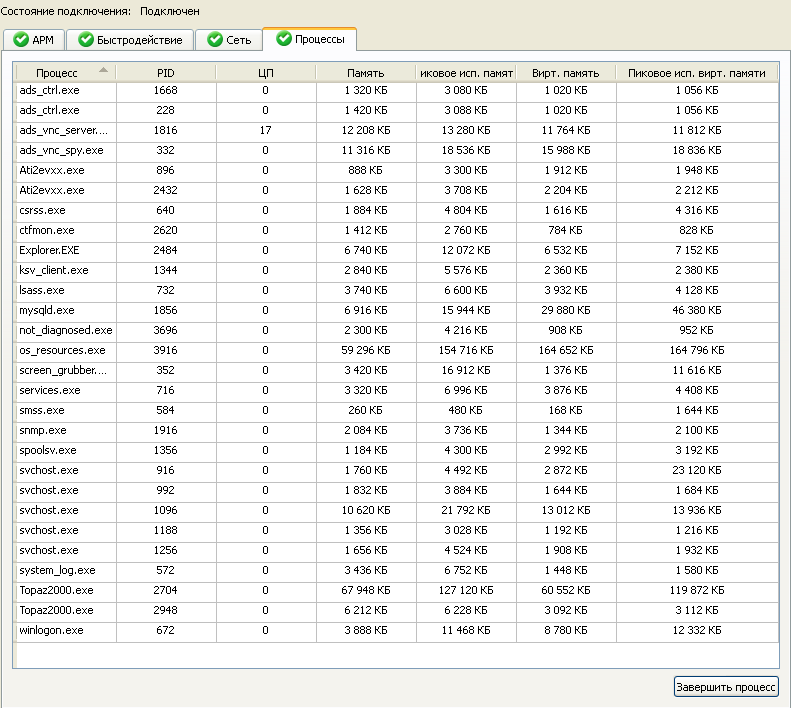 Состояние подключения: Подключен
АРМ Быстродействие Сеть Процессы
Процесс PID ЦП Память иковое исп. памят Вирт. память Пиковое исп. вирт. памяти
ads_ctrl.exe 1668 0 1 320 КБ 3 080 КБ 1 020 КБ 1 056 КБ
ads_ctrl.exe 228 0 1 420 КБ 3 088 КБ 1 020 КБ 1 056 КБ
ads_vnc_server.... 1816 17 12 208 КБ 13 280 КБ 11 764 КБ 11 812 КБ
ads_vnc_spy.exe 332 0 11 316 КБ 18 536 КБ 15 988 КБ 18 836 КБ
Ati2evxx.exe 896 0 888 КБ 3 300 КБ 1 912 КБ 1 948 КБ
Ati2evxx.exe 2432 0 1 628 КБ 3 708 КБ 2 204 КБ 2 212 КБ
csrss.exe 640 0 1 884 КБ 4 804 КБ 1 616 КБ 4 316 КБ
ctfmon.exe 2620 0 1 412 КБ 2 760 КБ 784 КБ 828 КБ
Explorer.EXE 2484 0 6 740 КБ 12 072 КБ 6 532 КБ 7 152 КБ
ksv_client.exe 1344 0 2 840 КБ 5 576 КБ 2 360 КБ 2 380 КБ
lsass.exe 732 0 3 740 КБ 6 600 КБ 3 932 КБ 4 128 КБ
mysqld.exe 1856 0 6 916 КБ 15 944 КБ 29 880 КБ 46 380 КБ
not_diagnosed.exe 3696 0 2 300 КБ 4 216 КБ 908 КБ 952 КБ
os_resources.exe 3916 0 59 296 КБ 154 716 КБ 164 652 КБ 164 796 КБ
screen_grubber.... 352 0 3 420 КБ 16 912 КБ 1 376 КБ 11 616 КБ
services.exe 716 0 3 320 КБ 6 996 КБ 3 876 КБ 4 408 КБ
smss.exe 584 0 260 КБ 480 КБ 168 КБ 1 644 КБ
snmp.exe 1916 0 2 084 КБ 3 736 КБ 1 344 КБ 2 100 КБ
spoolsv.exe 1356 0 1 184 КБ 4 300 КБ 2 992 КБ 3 192 КБ
svchost.exe 916 0 1 760 КБ 4 492 КБ 2 872 КБ 23 120 КБ
svchost.exe 992 0 1 832 КБ 3 884 КБ 1 644 КБ 1 684 КБ
svchost.exe 1096 0 10 620 КБ 21 792 КБ 13 012 КБ 13 936 КБ
svchost.exe 1188 0 1 356 КБ 3 028 КБ 1 192 КБ 1 216 КБ
svchost.exe 1256 0 1 656 КБ 4 524 КБ 1 908 КБ 1 932 КБ
system_log.exe 572 0 3 436 КБ 6 752 КБ 1 448 КБ 1 580 КБ
Topaz2000.exe 2704 0 67 948 КБ 127 120 КБ 60 552 КБ 119 872 КБ
Topaz2000.exe 2948 0 6 212 КБ 6 228 КБ 3 092 КБ 3 112 КБ
winlogon.exe 672 0 3 888 КБ 11 468 КБ 8 780 КБ 12 332 КБ
Завершить процесс